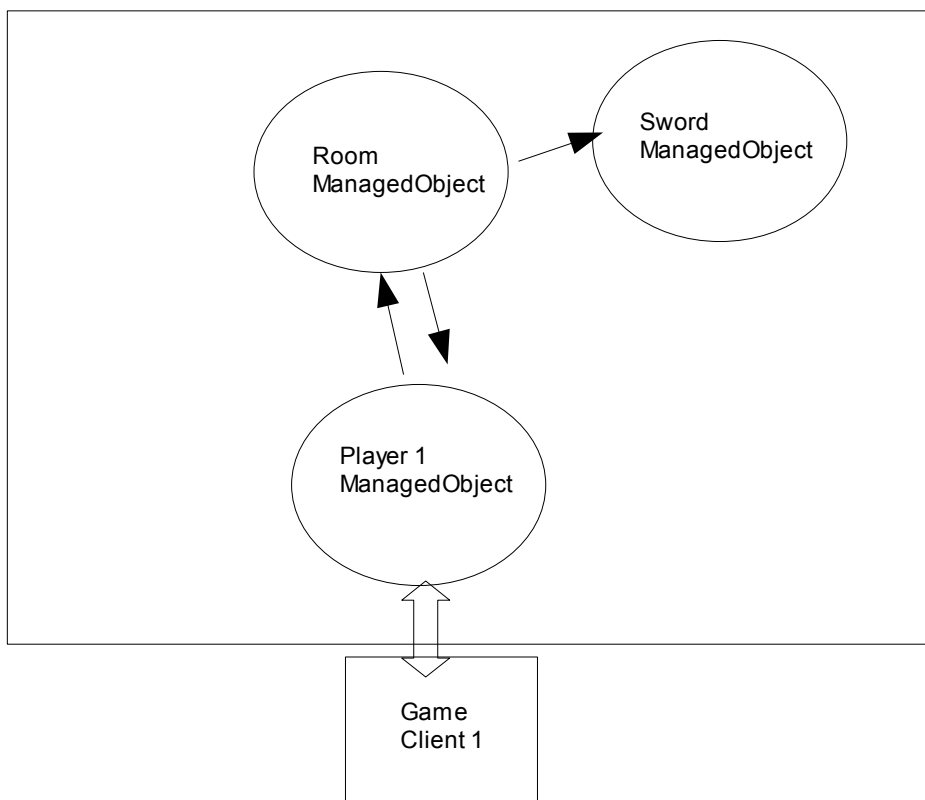 Room
ManagedObject
Sword
ManagedObject
Player 1
ManagedObject
Game
Client 1